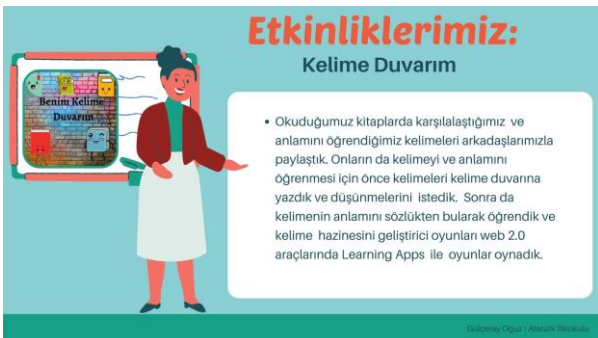 Etkinliklerimiz:
Kelime Duvarım
Benim Kelime
Duvarım
• Okuduğumuz kitaplarda karşılaştığımız ve
anlamını öğrendiğimiz kelimeleri arkadaşlarımızla
paylaştık. Onların da kelimeyi ve anlamını
öğrenmesi için önce kelimeleri kelime duvarına
yazdık ve düşünmelerini istedik. Sonra da
kelimenin anlamını sözlükten bularak öğrendik ve
kelime hazinesini geliştirici oyunları web 2.0
araçlarında Learning Apps ile oyunlar oynadık.
Gülperay Oğuz / Atatürk İlkokulu